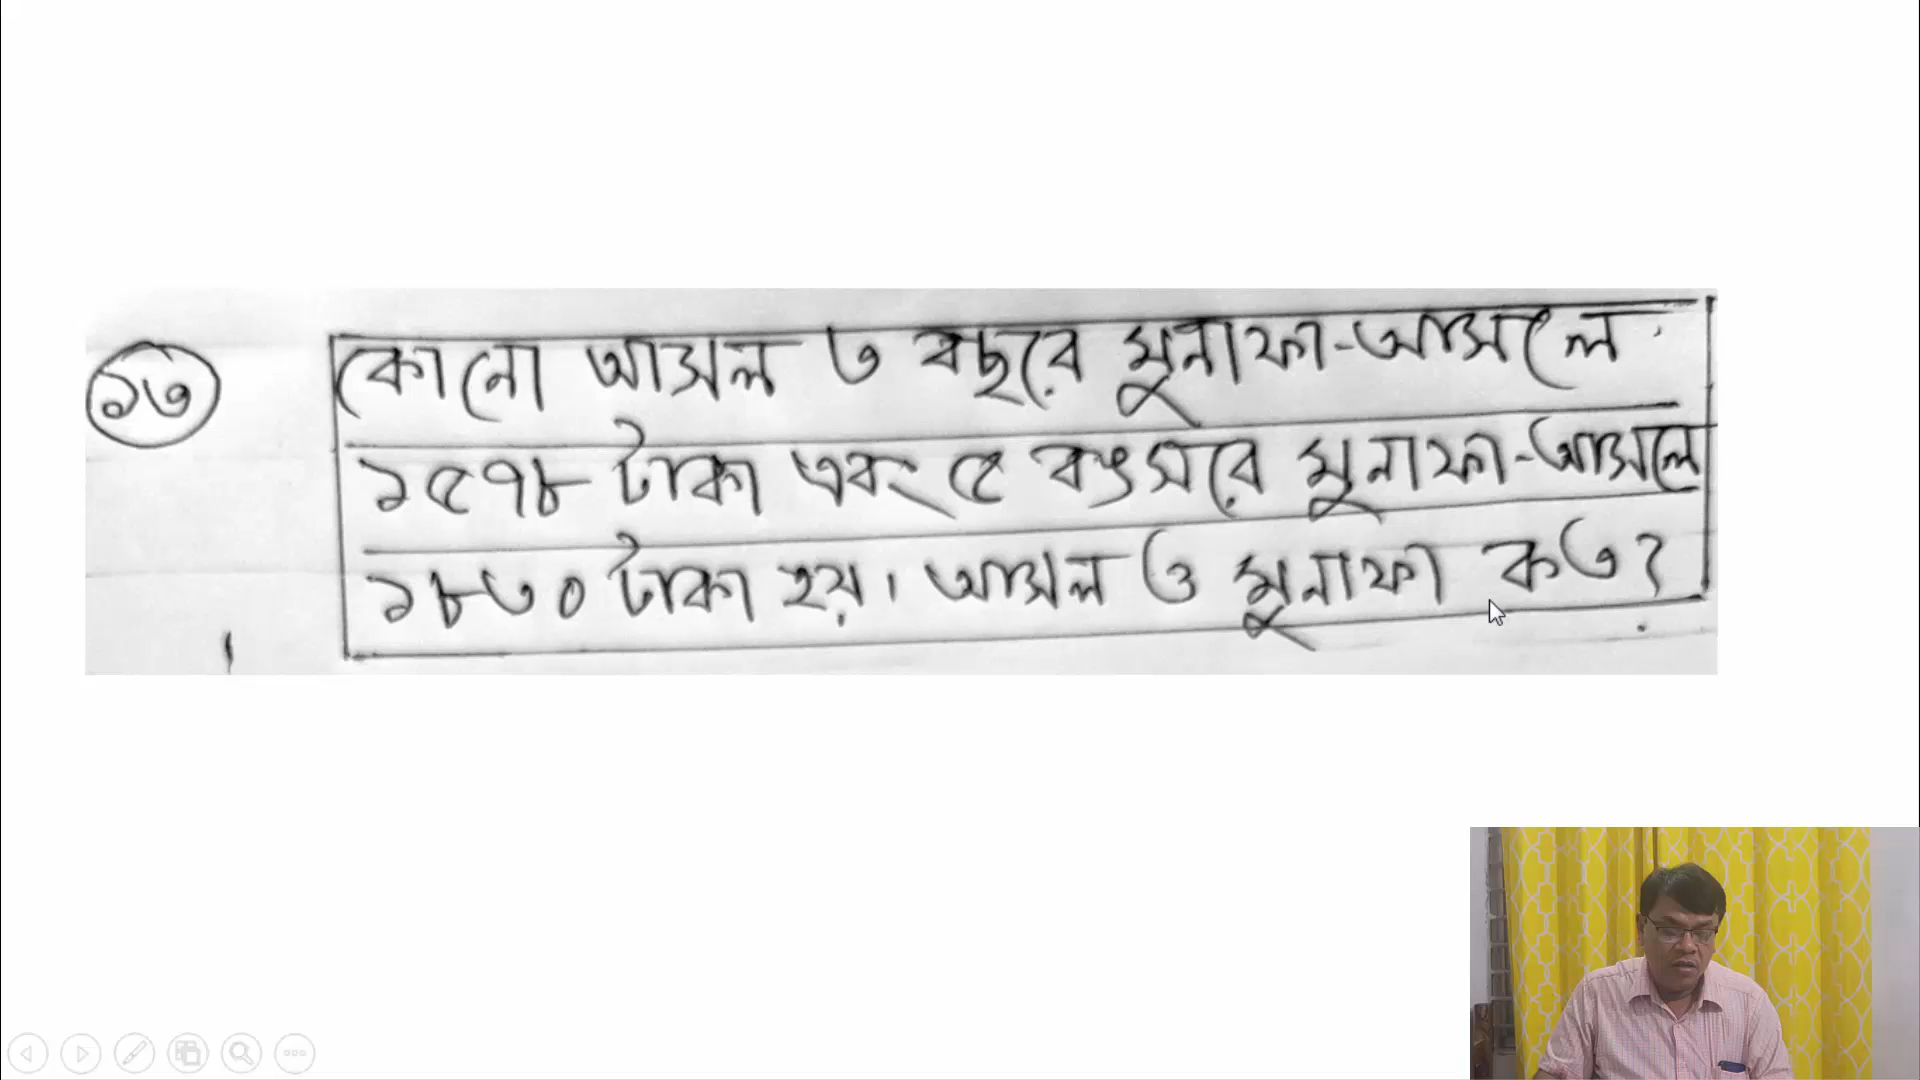 ১৩
কোনো আসল ৩ বছরে মুনাফা-আসলে
১৫৭৮ টাকা এবং ৫ বৎসরে মুনাফা-আসলে
১৮৩০ টাকা হয়। আসল ও মুনাফা কত?